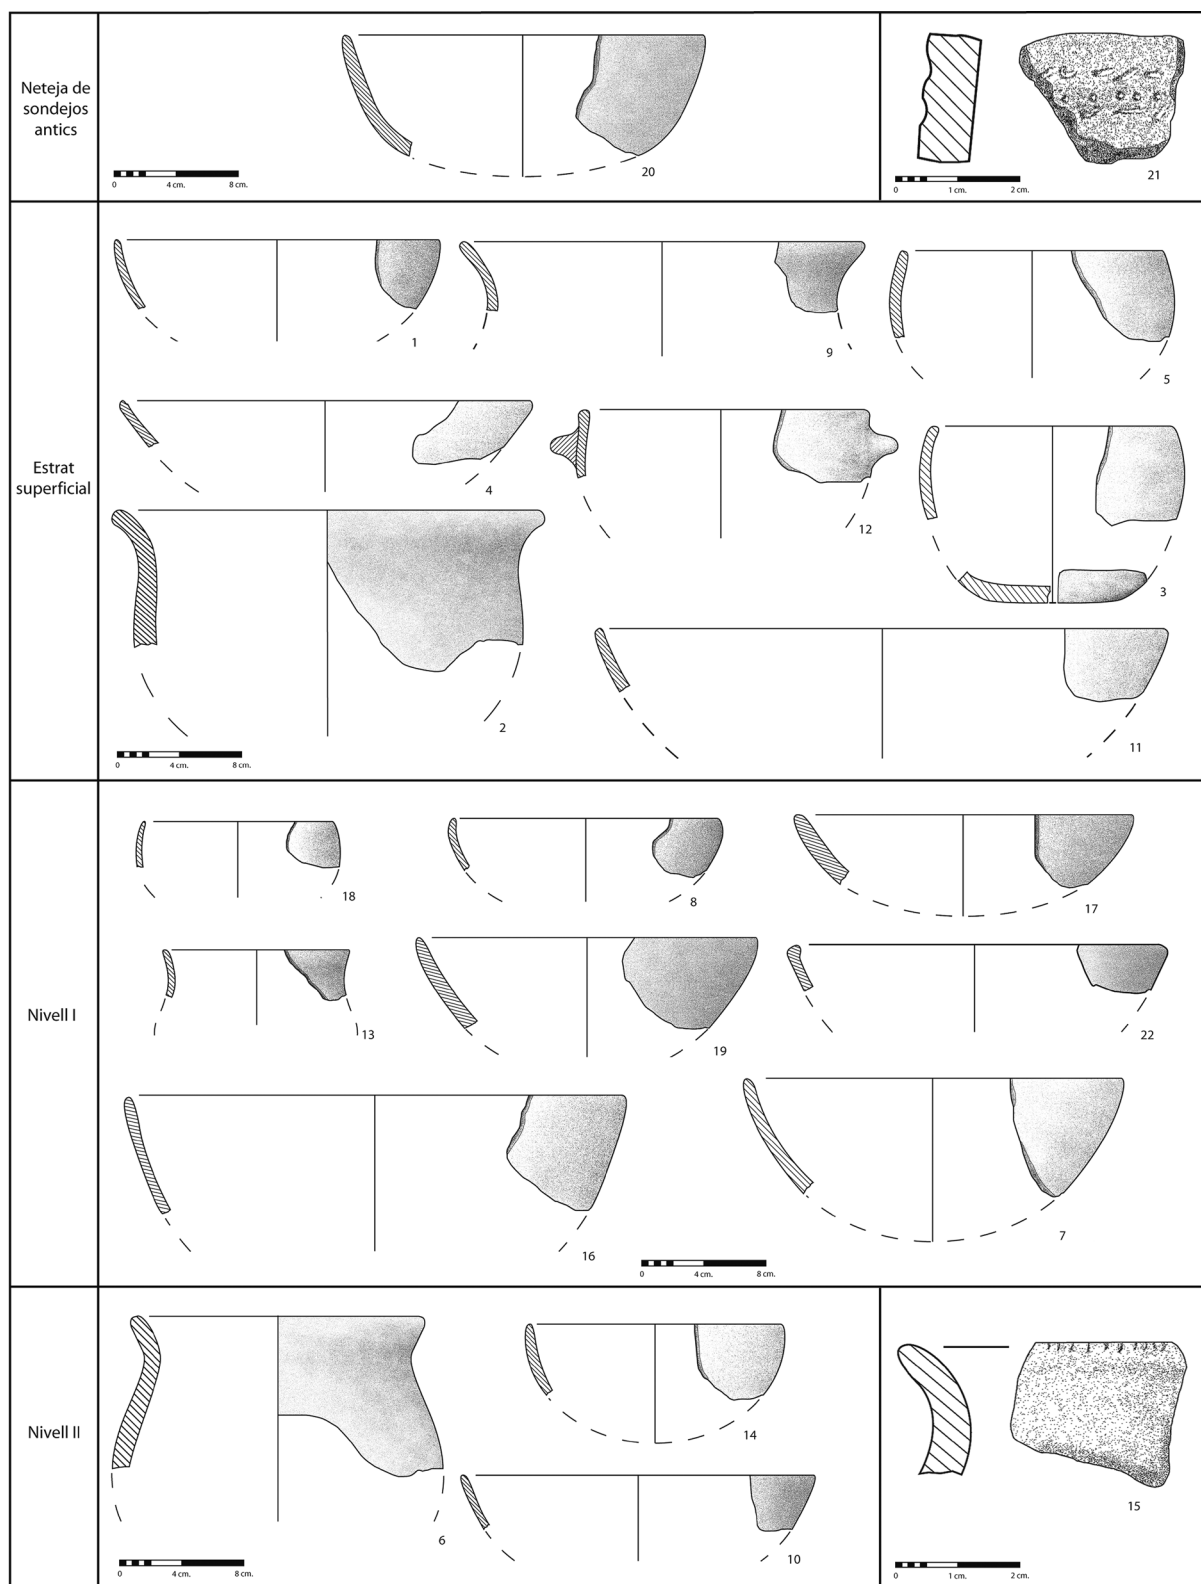 Neteja de
sondejos
antics
20
0 4 cm. 8 cm.
21
0 1 cm. 2 cm.
Estrat
superficial
1
9
5
4
12
3
2
11
0 4 cm. 8 cm.
Nivell I
18
8
17
13
19
22
16
7
0 4 cm. 8 cm.
Nivell II
6
14
10
15
0 4 cm. 8 cm.
0 1 cm. 2 cm.